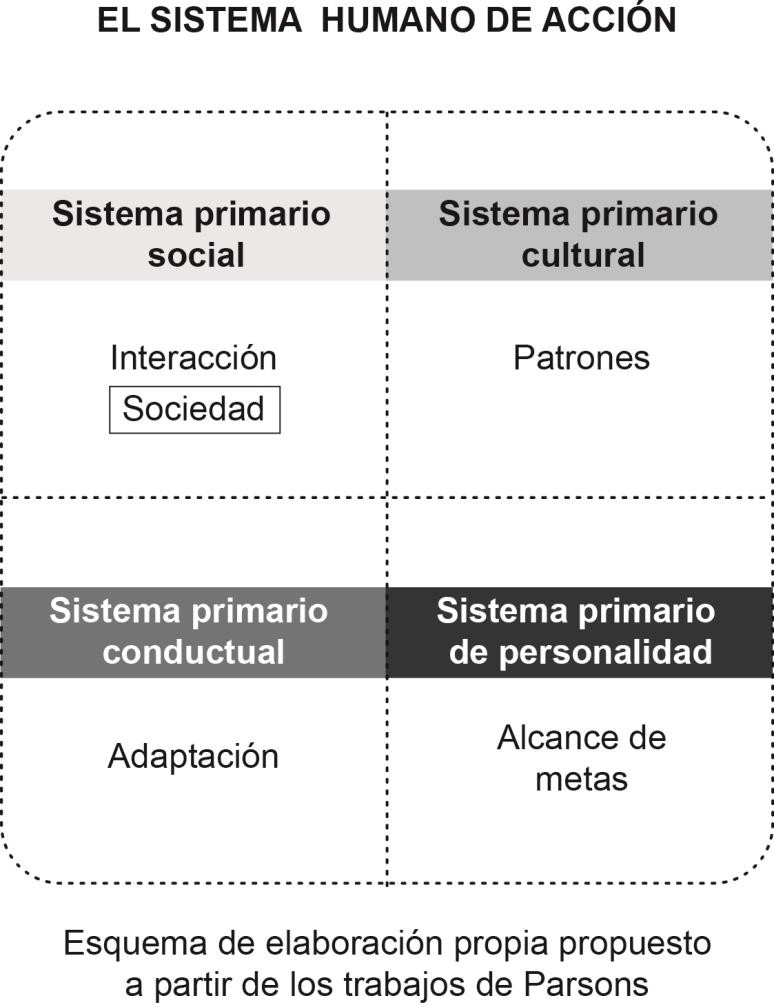 EL SISTEMA HUMANO DE ACCIÓN
Sistema primario
social
Interacción
Sociedad
Sistema primario
cultural
Patrones
Sistema primario
conductual
Adaptación
Sistema primario
de personalidad
Alcance de
metas
Esquema de elaboración propia propuesto
a partir de los trabajos de Parsons